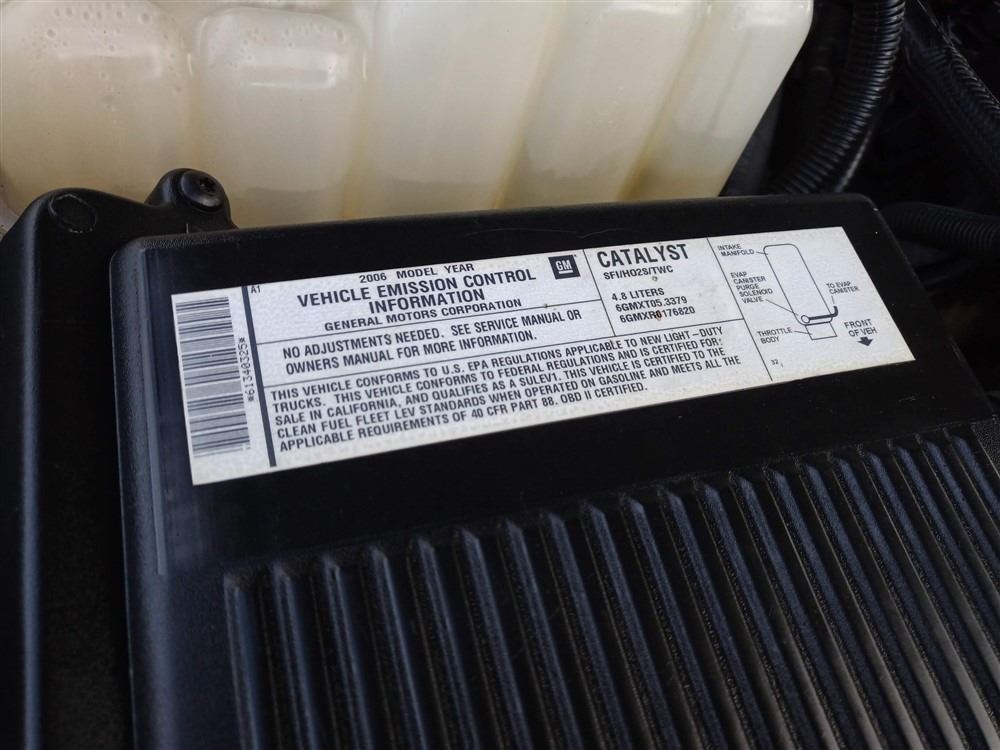 A1
2006 MODEL YEAR
VEHICLE EMISSION CONTROL
INFORMATION
GENERAL MOTORS CORPORATION
GM
NO ADJUSTMENTS NEEDED. SEE SERVICE MANUAL OR
OWNERS MANUAL FOR MORE INFORMATION.
CATALYST
SFI/HO2S/TWC
4.8 LITERS
6GMXT05.3379
6GMXR0176820
THIS VEHICLE CONFORMS TO U.S. EPA REGULATIONS APPLICABLE TO NEW LIGHT-DUTY
TRUCKS. THIS VEHICLE CONFORMS TO FEDERAL REGULATIONS AND IS CERTIFIED FOR
SALE IN CALIFORNIA, AND QUALIFIES AS A SULEV1. THIS VEHICLE IS CERTIFIED TO THE
CLEAN FUEL FLEET LEV STANDARDS WHEN OPERATED ON GASOLINE AND MEETS ALL THE
APPLICABLE REQUIREMENTS OF 40 CFR PART 88. OBD II CERTIFIED.
INTAKE
MANIFOLD
EVAP
CANISTER
PURGE
SOLENOID
VALVE
TO EVAP
CANISTER
THROTTLE
BODY
FRONT
OF VEH
32
*61340325*